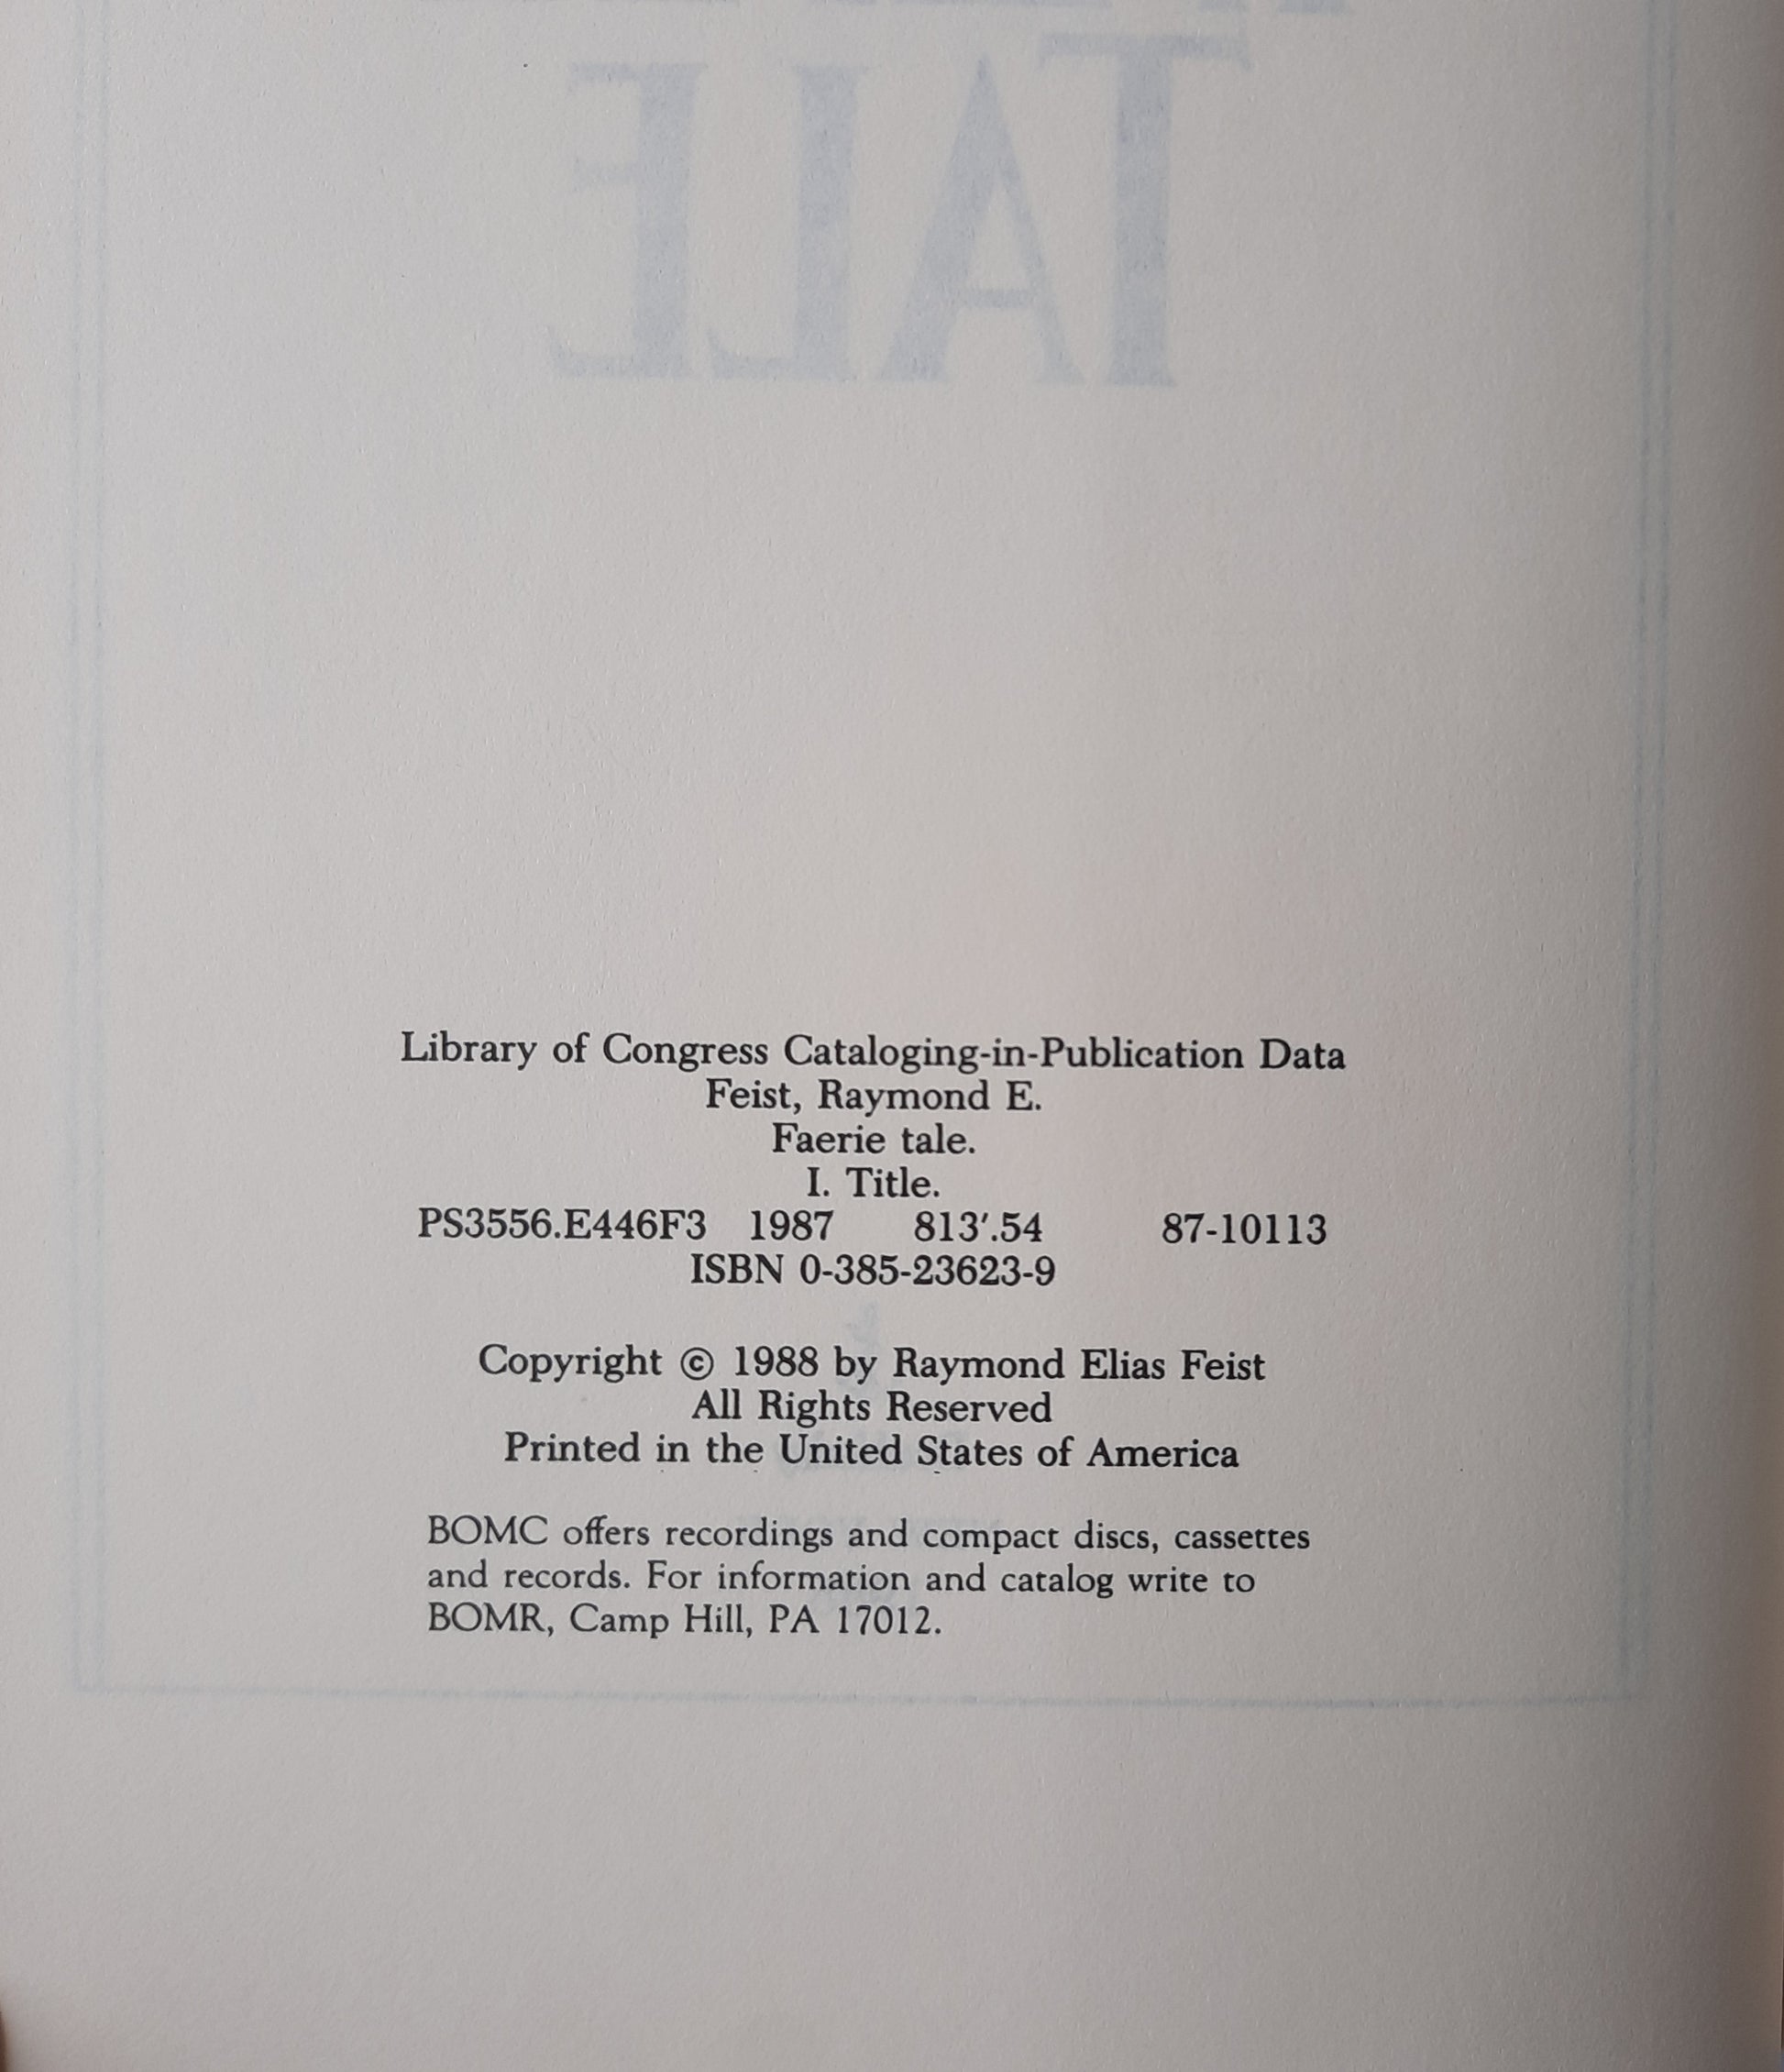 TALE
Library of Congress Cataloging-in-Publication Data
Feist, Raymond E.
Faerie tale.
I. Title.
PS3556.E446F3 1987 813′.54 87-10113
ISBN 0-385-23623-9
Copyright © 1988 by Raymond Elias Feist
All Rights Reserved
Printed in the United States of America
BOMC offers recordings and compact discs, cassettes
and records. For information and catalog write to
BOMR, Camp Hill, PA 17012.